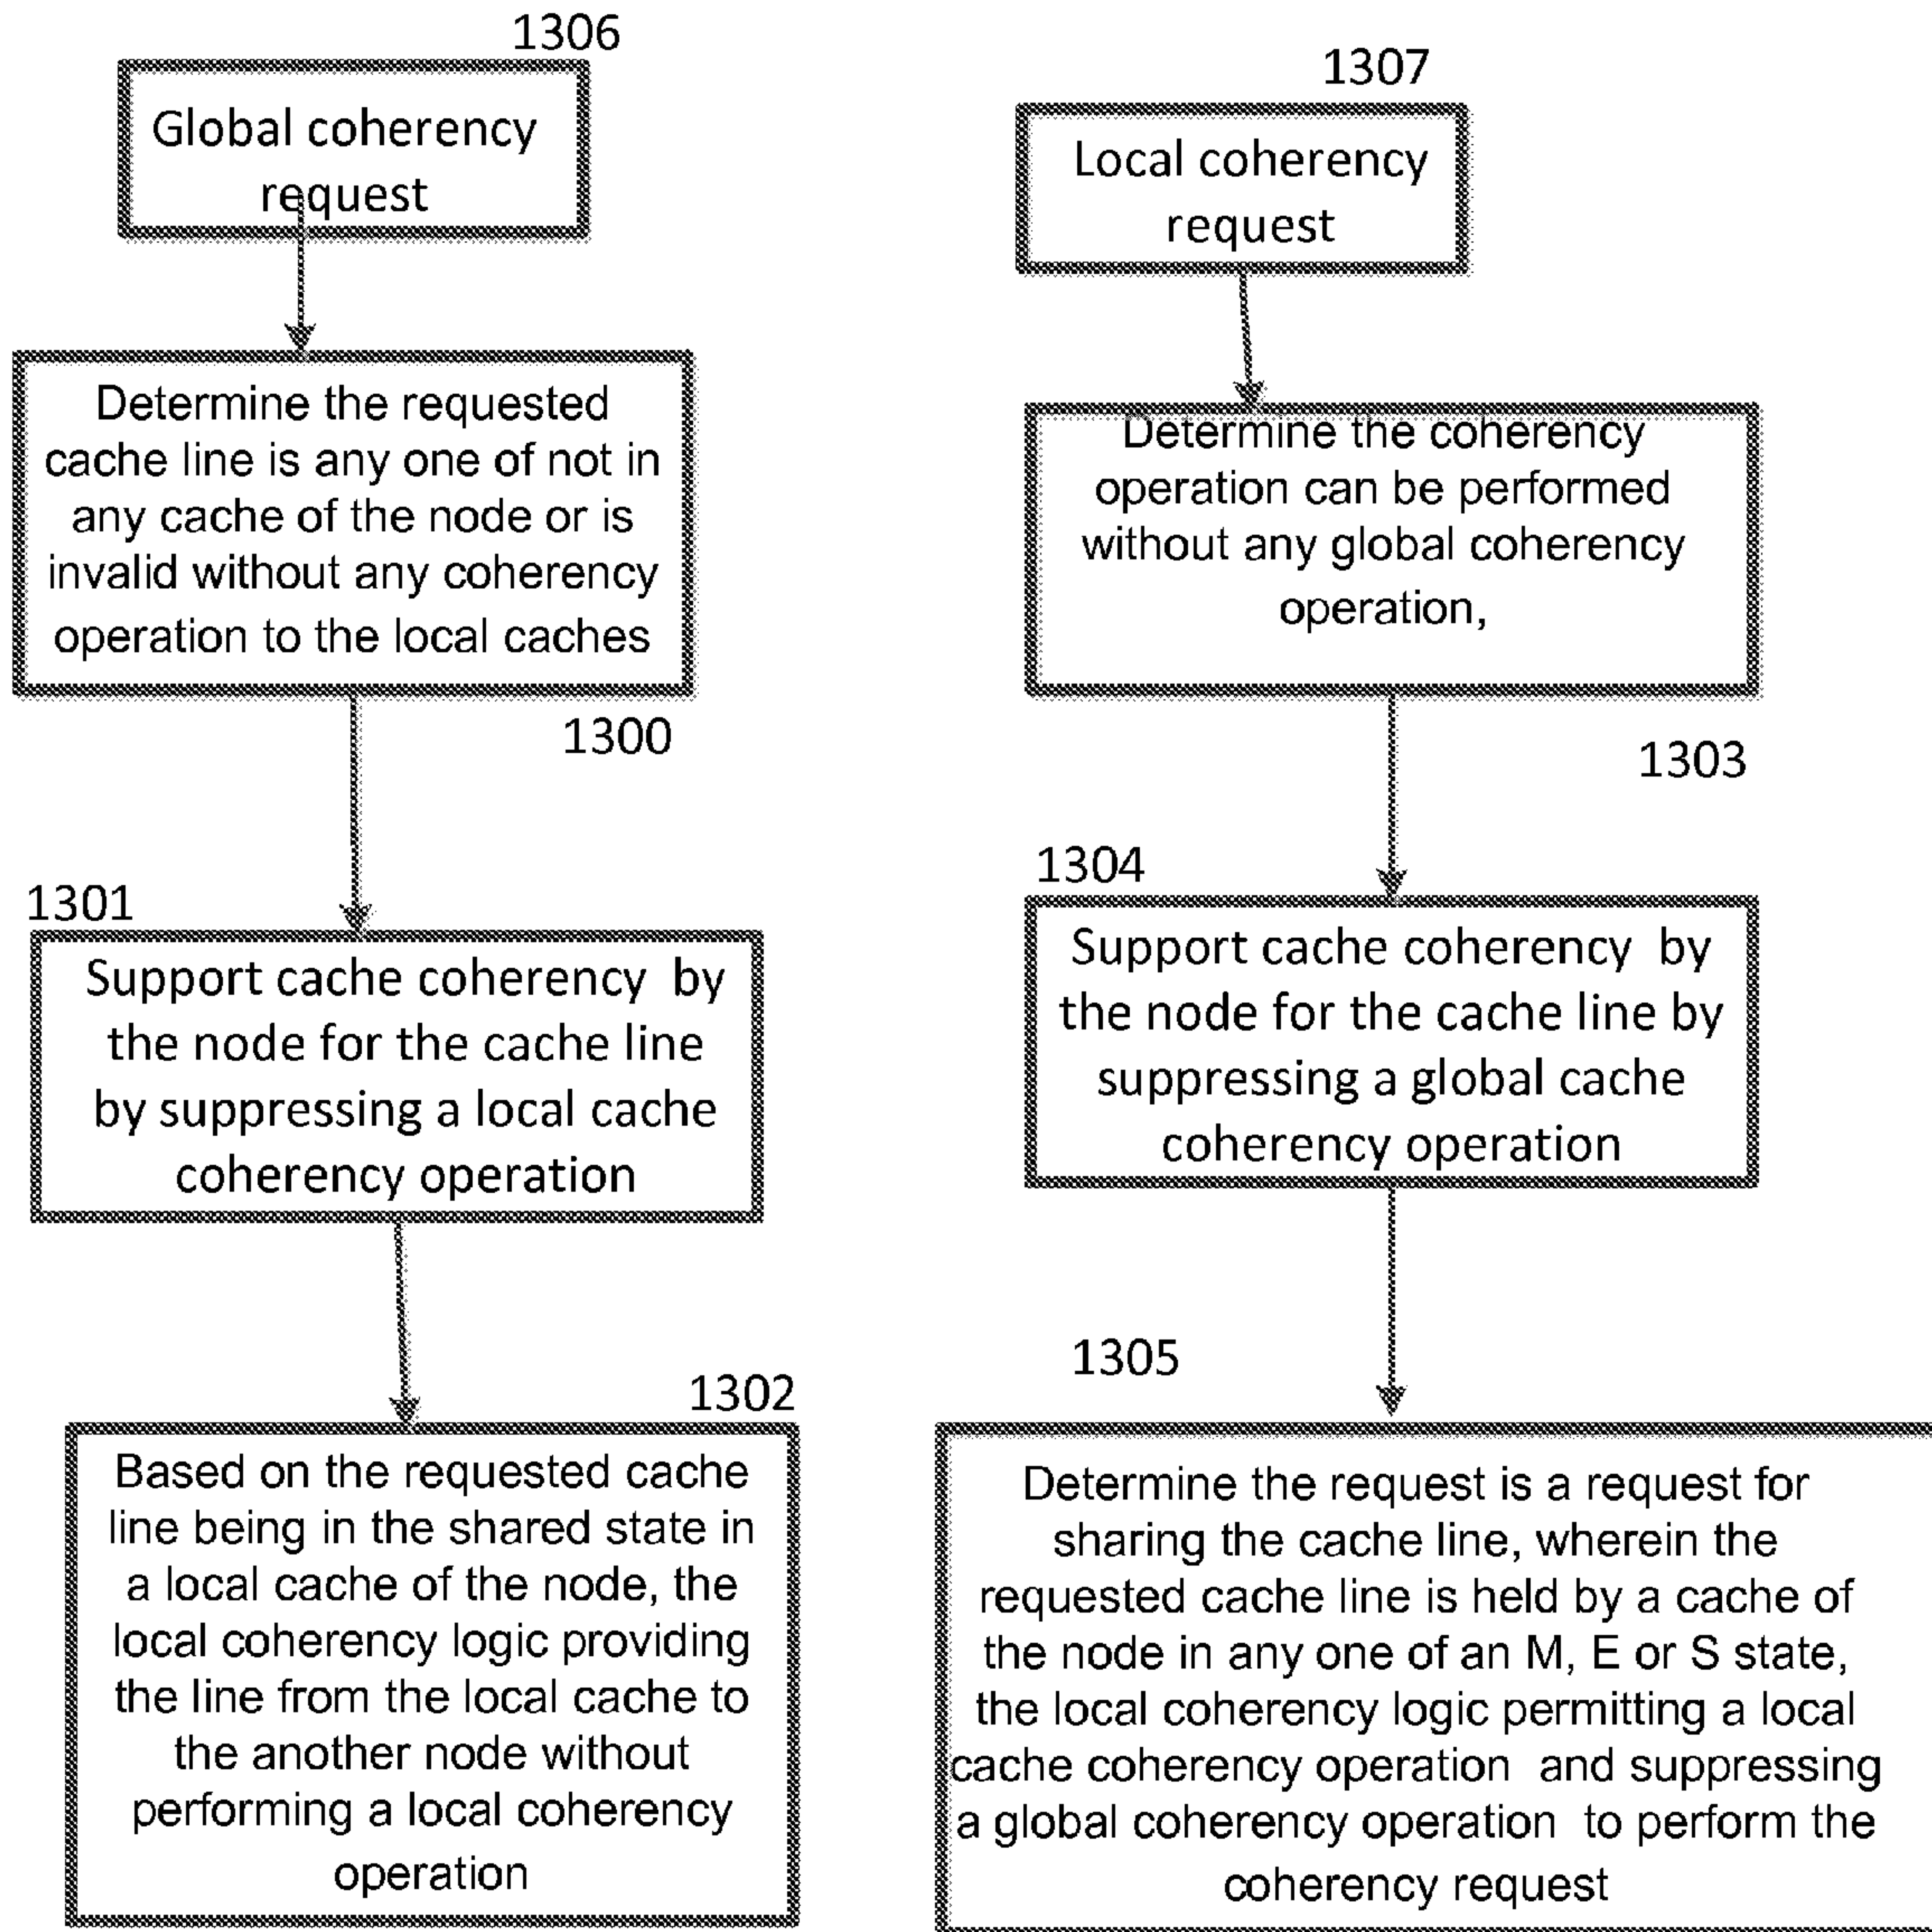 1306
Global coherency
request
Determine the requested
cache line is any one of not in
any cache of the node or is
invalid without any coherency
operation to the local caches
1300
1301
Support cache coherency by
the node for the cache line
by suppressing a local cache
coherency operation
1302
Based on the requested cache
line being in the shared state in
a local cache of the node, the
local coherency logic providing
the line from the local cache to
the another node without
performing a local coherency
operation
1307
Local coherency
request
Determine the coherency
operation can be performed
without any global coherency
operation,
1303
1304
Support cache coherency by
the node for the cache line by
suppressing a global cache
coherency operation
1305
Determine the request is a request for
sharing the cache line, wherein the
requested cache line is held by a cache of
the node in any one of an M, E or S state,
the local coherency logic permitting a local
cache coherency operation and suppressing
a global coherency operation to perform the
coherency request